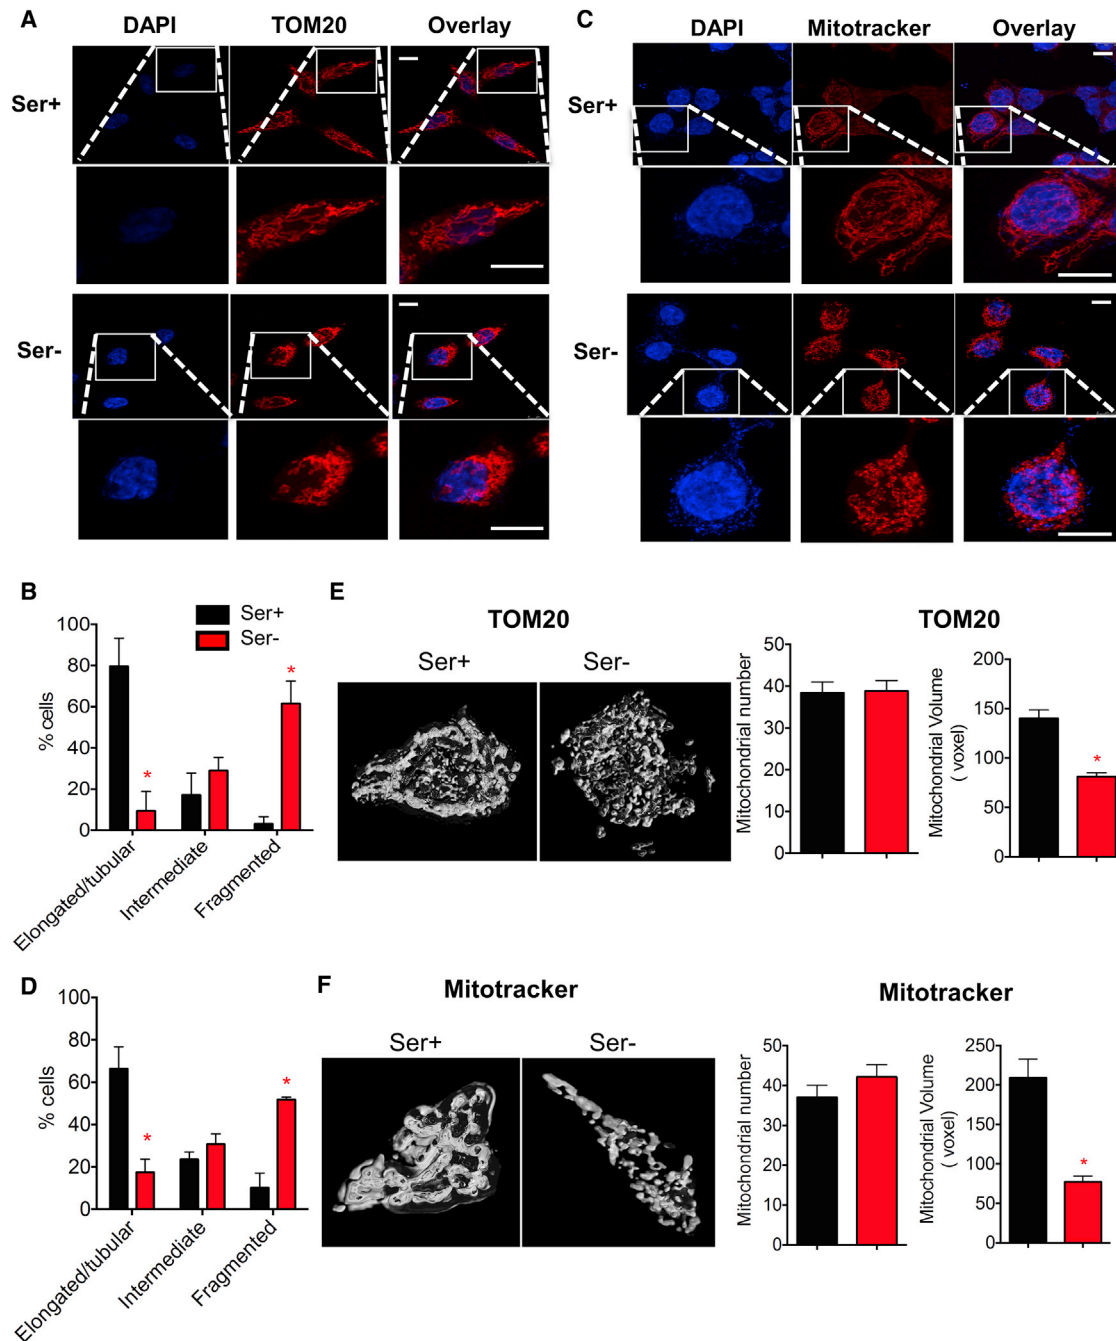 A
DAPI TOM20 Overlay
Ser+
Ser-
C
DAPI Mitotracker Overlay
Ser+
Ser-
B
Ser+
Ser-
100
80
60
40
20
0
% cells
*
*
Elongated/tubular
Intermediate
Fragmented
E
TOM20
Ser+ Ser-
TOM20
50
40
30
20
10
0
Mitochondrial number
200
150
100
50
0
Mitochondrial Volume
( voxel)
*
D
100
80
60
40
20
0
% cells
*
*
Elongated/tubular
Intermediate
Fragmented
F
Mitotracker
Ser+ Ser-
Mitotracker
50
40
30
20
10
0
Mitochondrial number
250
200
150
100
50
0
Mitochondrial Volume
( voxel)
*